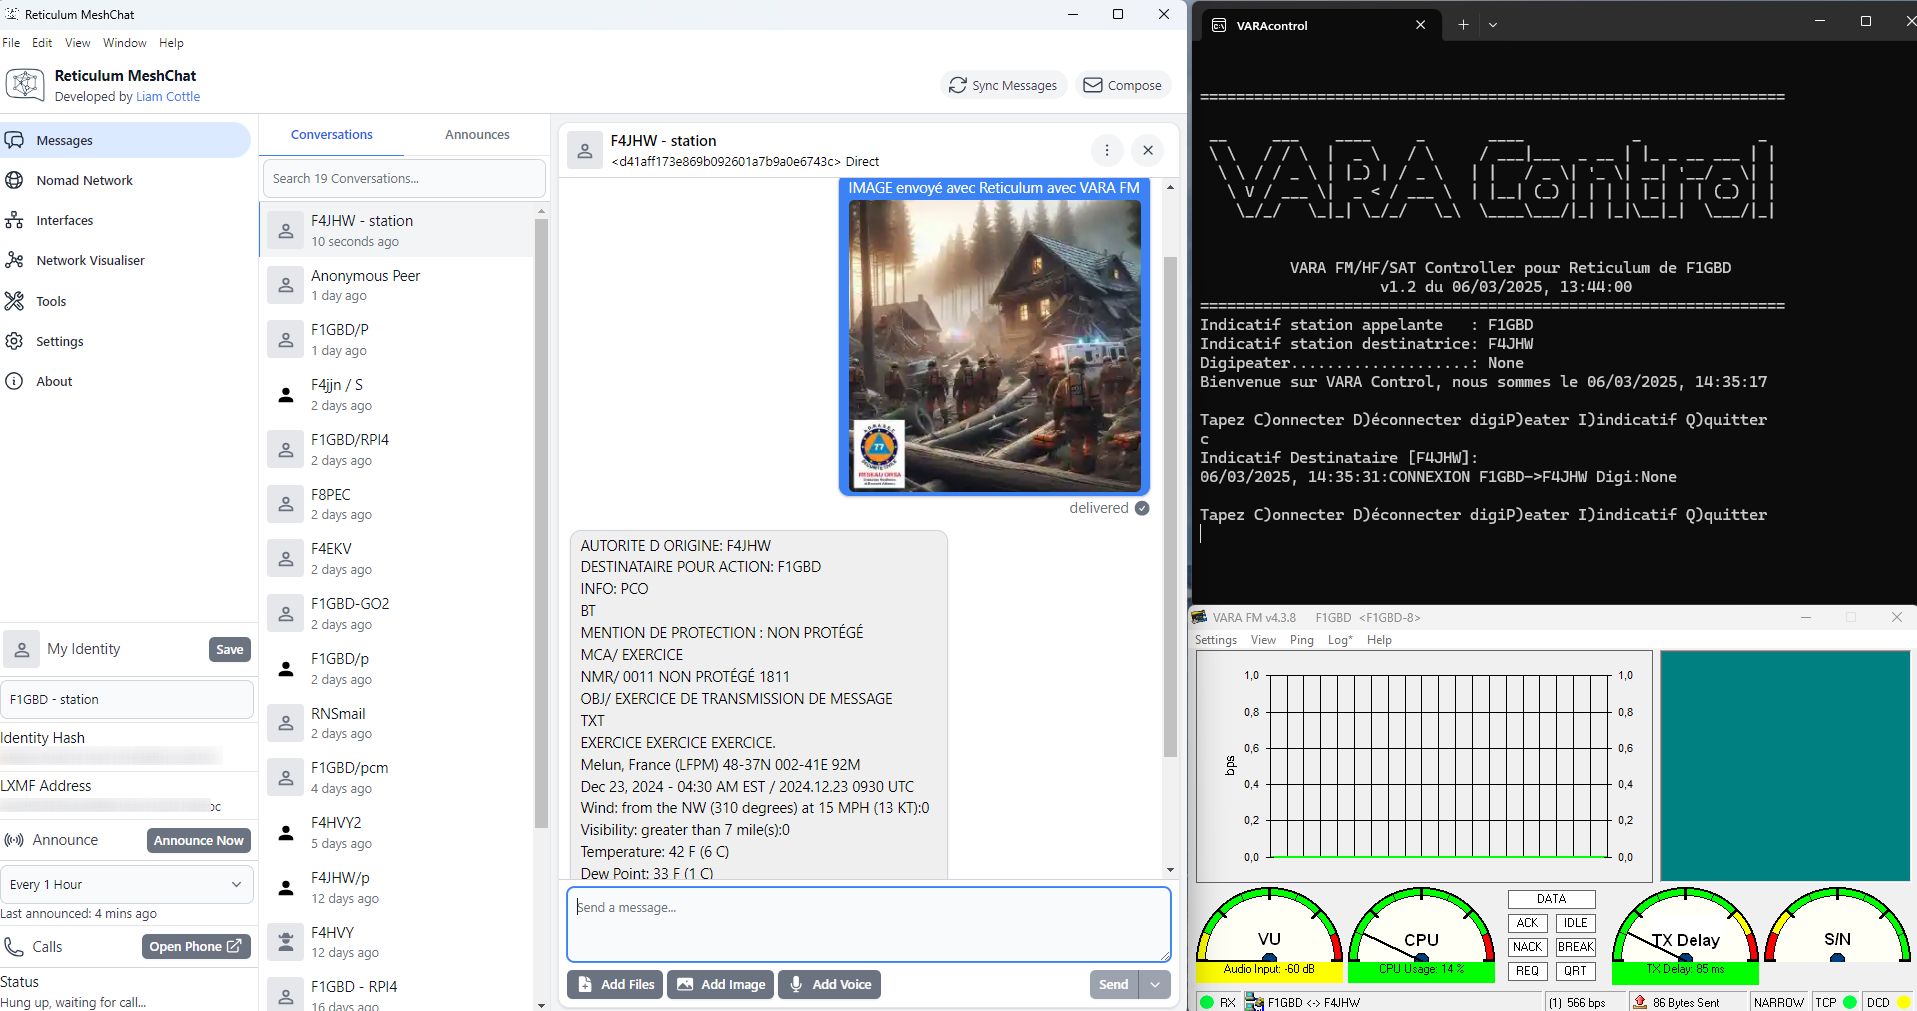 Reticulum MeshChat
File Edit View Window Help
Reticulum MeshChat
Developed by Liam Cottle
Sync Messages
Compose
Messages
Nomad Network
Interfaces
Network Visualiser
Tools
Settings
About
My Identity
Save
F1GBD - station
Identity Hash
LXMF Address
Announce
Announce Now
Every 1 Hour
Last announced: 4 mins ago
Calls
Open Phone
Status
Hung up, waiting for call...
Conversations
Announces
Search 19 Conversations...
F4JHW - station
10 seconds ago
Anonymous Peer
1 day ago
F1GBD/P
1 day ago
F4jjn / S
2 days ago
F1GBD/RPI4
2 days ago
F8PEC
2 days ago
F4EKV
2 days ago
F1GBD-GO2
2 days ago
F1GBD/p
2 days ago
RNSmail
2 days ago
F1GBD/pcm
4 days ago
F4HVY2
5 days ago
F4JHW/p
12 days ago
F4HVY
12 days ago
F1GBD - RPI4
16 days ago
F4JHW - station
<d41aff173e869b092601a7b9a0e6743c> Direct
IMAGE envoyé avec Reticulum avec VARA FM
77
delivered
AUTORITE D ORIGINE: F4JHW
DESTINATAIRE POUR ACTION: F1GBD
INFO: PCO
BT
MENTION DE PROTECTION : NON PROTÉGÉ
MCA/ EXERCICE
NMR/ 0011 NON PROTÉGÉ 1811
OBJ/ EXERCICE DE TRANSMISSION DE MESSAGE
TXT
EXERCICE EXERCICE EXERCICE.
Melun, France (LFPM) 48-37N 002-41E 92M
Dec 23, 2024 - 04:30 AM EST / 2024.12.23 0930 UTC
Wind: from the NW (310 degrees) at 15 MPH (13 KT):0
Visibility: greater than 7 mile(s):0
Temperature: 42 F (6 C)
Dew Point: 33 F (1 C)
Send a message...
Add Files
Add Image
Add Voice
Send
VARAcontrol
VARA Control
VARA FM/HF/SAT Controller pour Reticulum de F1GBD
v1.2 du 06/03/2025, 13:44:00
Indicatif station appelante : F1GBD
Indicatif station destinatrice: F4JHW
Digipeater....................: None
Bienvenue sur VARA Control, nous sommes le 06/03/2025, 14:35:17
Tapez C)onnecter D)éconnecter digiP)eater I)indicatif Q)quitter
c
Indicatif Destinataire [F4JHW]:
06/03/2025, 14:35:31:CONNEXION F1GBD->F4JHW Digi:None
Tapez C)onnecter D)éconnecter digiP)eater I)indicatif Q)quitter
VARA FM v4.3.8 F1GBD <F1GBD-8>
Settings View Ping Log* Help
1,0 1,0
0,8 0,8
0,6 0,6
bps
0,4 0,4
0,2 0,2
0,0 0,0
VU
Audio Input: -60 dB
CPU
CPU Usage: 14 %
DATA
ACK IDLE
NACK BREAK
REQ QRT
TX Delay
TX Delay: 85 ms
S/N
RX F1GBD <-> F4JHW (1) 566 bps 86 Bytes Sent NARROW TCP DCD